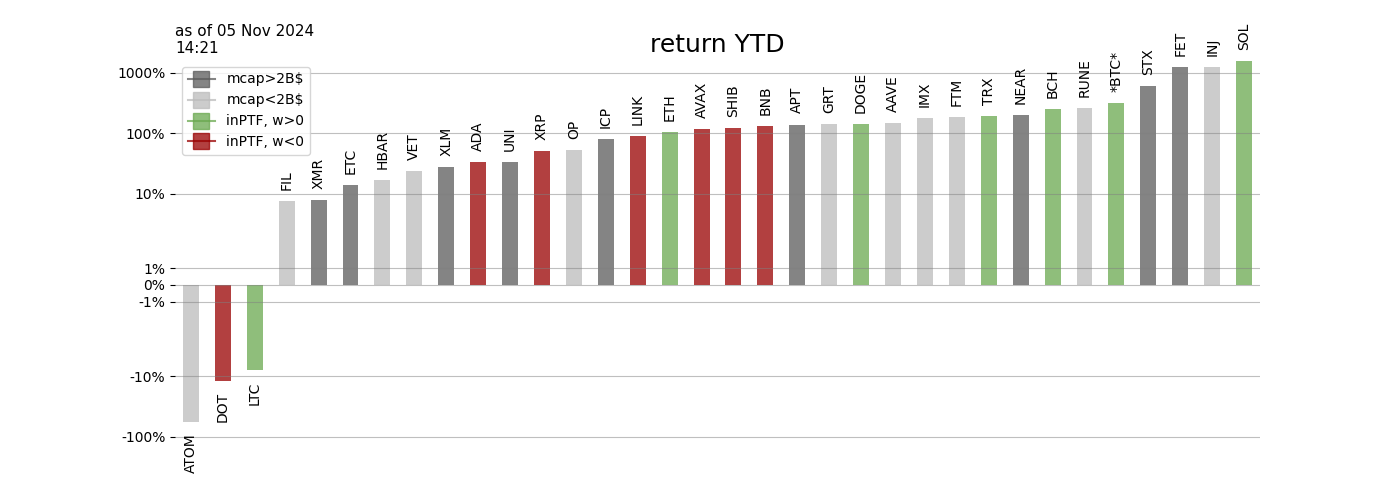 as of 05 Nov 2024
14:21
return YTD
mcap>2B$
mcap<2B$
inPTF, w>0
inPTF, w<0
1000%
100%
10%
1%
0%
-1%
-10%
-100%
ATOM
DOT
LTC
FIL
XMR
ETC
HBAR
VET
XLM
ADA
UNI
XRP
OP
ICP
LINK
ETH
AVAX
SHIB
BNB
APT
GRT
DOGE
AAVE
IMX
FTM
TRX
NEAR
BCH
RUNE
*BTC*
STX
FET
INJ
SOL